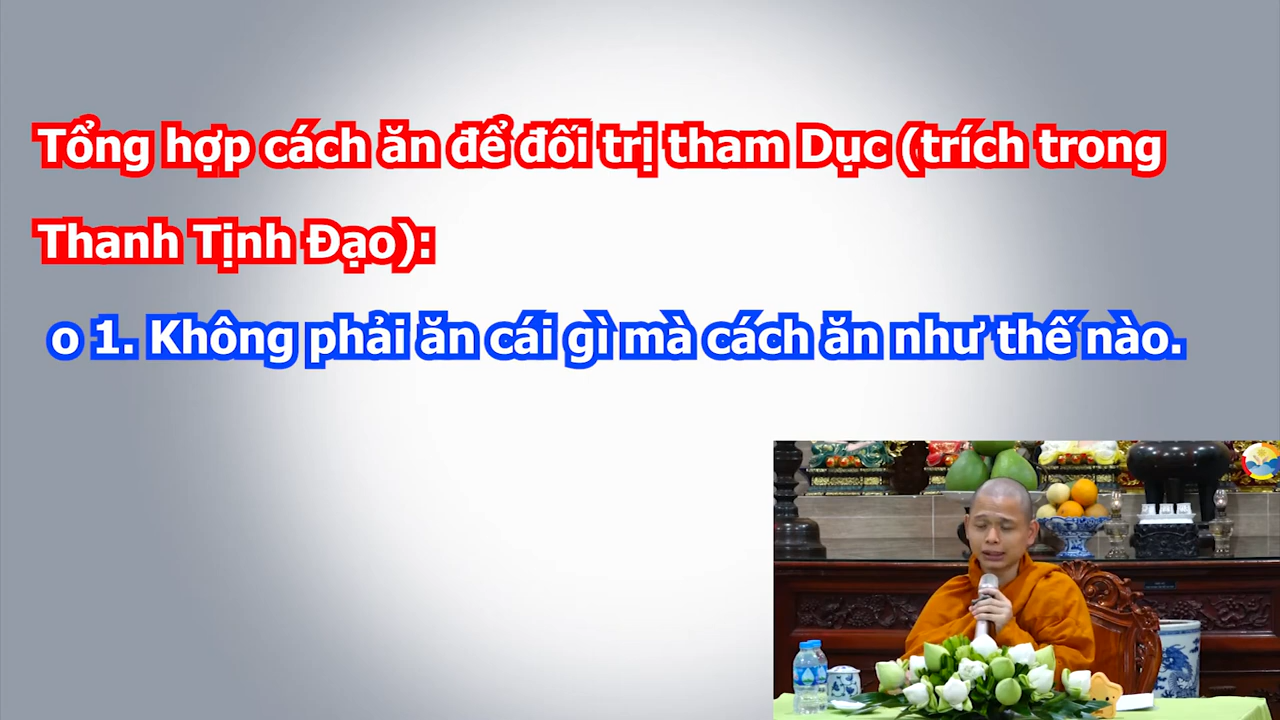 Tổng hợp cách ăn để đối trị tham Dục (trích trong
Thanh Tịnh Đạo):
o 1. Không phải ăn cái gì mà cách ăn như thế nào.